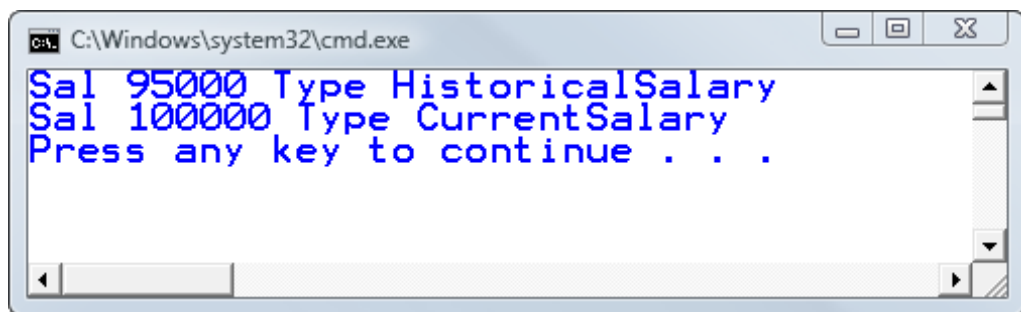 C:\Windows\system32\cmd.exe
Sal 95000 Type HistoricalSalary
Sal 100000 Type CurrentSalary
Press any key to continue . . .